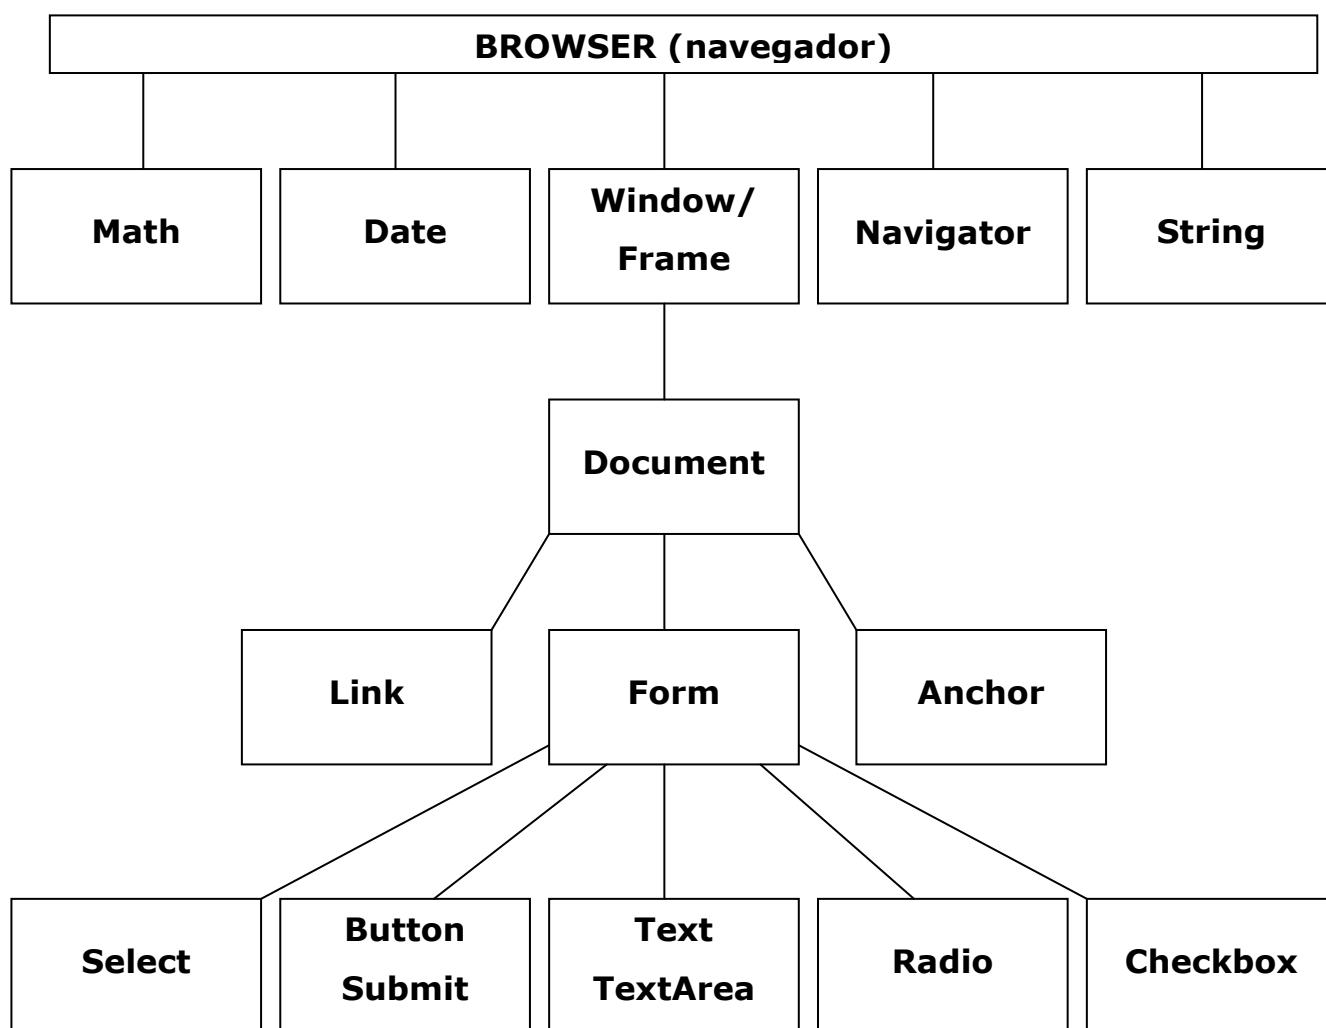 BROWSER (navegador)
Math
Date
Window/
Frame
Navigator
String
Document
Link
Form
Anchor
Select
Button
Submit
Text
TextArea
Radio
Checkbox